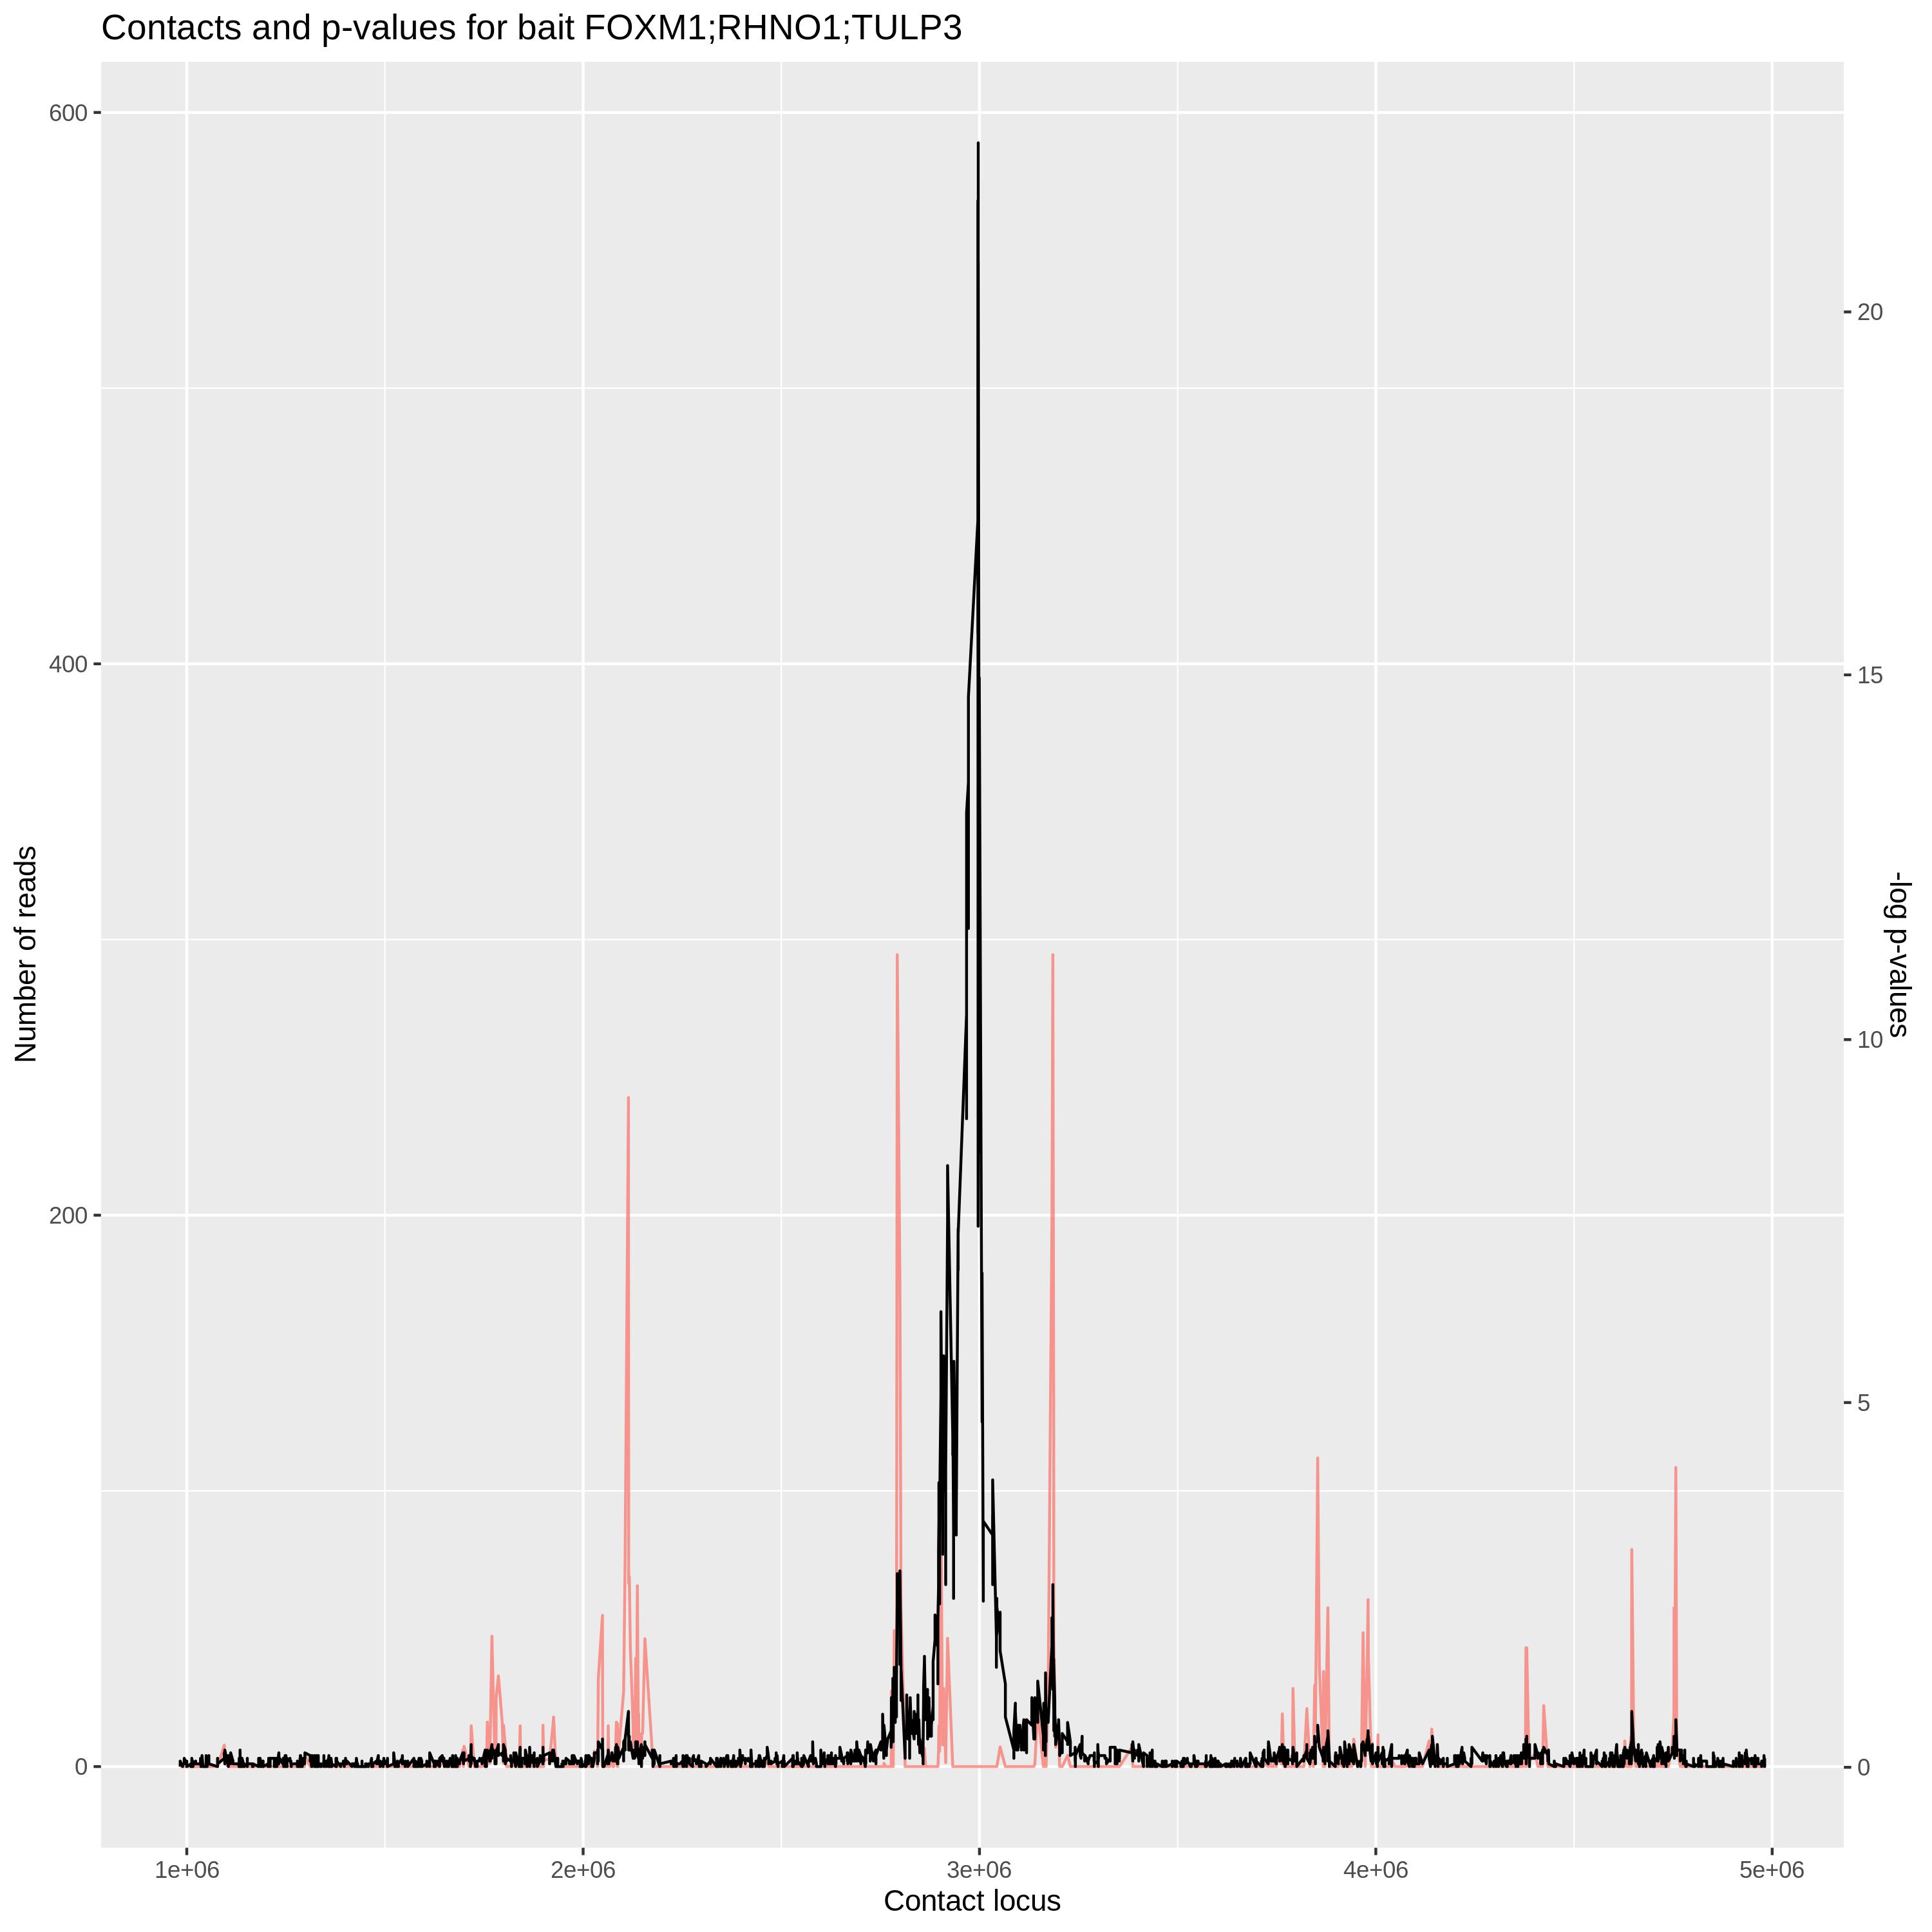 Contacts and p-values for bait FOXM1;RHNO1;TULP3
600
400
200
0
Number of reads
20
15
10
5
0
-log p-values
1e+06
2e+06
3e+06
4e+06
5e+06
Contact locus